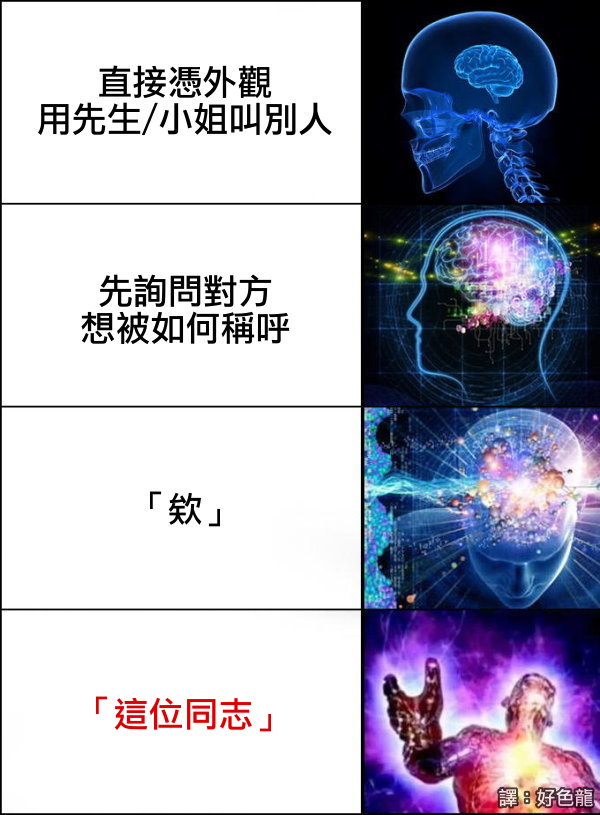 直接憑外觀
用先生/小姐叫別人
先詢問對方
想被如何稱呼
「欸」
「這位同志」
譯：好色龍